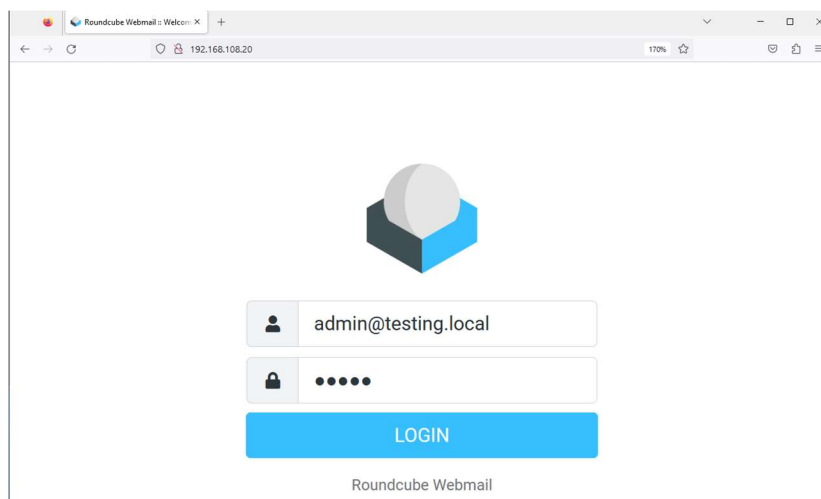 Roundcube Webmail :: Welcom
192.168.108.20
170%
admin@testing.local
LOGIN
Roundcube Webmail